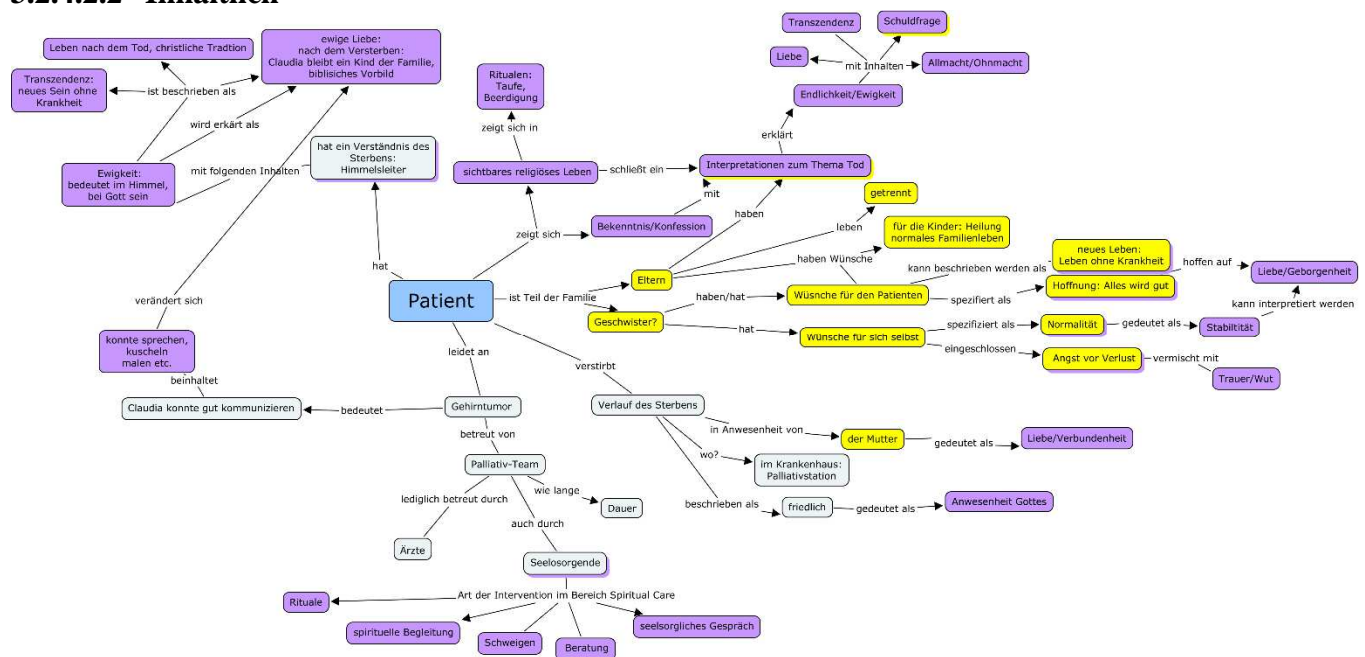 Leben nach dem Tod, christliche Tradtion
ewige Liebe:
nach dem Versterben:
Claudia bleibt ein Kind der Familie,
biblisiches Vorbild
Transzendenz:
neues Sein ohne
Krankheit
ist beschrieben als
wird erkärt als
Ewigkeit:
bedeutet im Himmel,
bei Gott sein
mit folgenden Inhalten
hat ein Verständnis des
Sterbens:
Himmelsleiter
hat
verändert sich
konnte sprechen,
kuscheln
malen etc.
beinhaltet
Claudia konnte gut kommunizieren
bedeutet
Ritualen:
Taufe,
Beerdigung
zeigt sich in
sichtbares religiöses Leben
schließt ein
zeigt sich
Bekenntnis/Konfession
mit
Transzendenz
Schuldfrage
Liebe
mit Inhalten
Allmacht/Ohnmacht
Endlichkeit/Ewigkeit
erklärt
Interpretationen zum Thema Tod
haben
getrennt
leben
für die Kinder: Heilung
normales Familienleben
haben Wünsche
Patient
ist Teil der Familie
Eltern
Geschwister?
haben/hat
Wüsnche für den Patienten
kann beschrieben werden als
neues Leben:
Leben ohne Krankheit
spezifiert als
Hoffnung: Alles wird gut
hoffen auf
Liebe/Geborgenheit
kann interpretiert werden
hat
Wünsche für sich selbst
spezifiziert als
Normalität
gedeutet als
Stabiltität
eingeschlossen
Angst vor Verlust
vermischt mit
Trauer/Wut
leidet an
Gehirntumor
betreut von
Palliativ-Team
lediglich betreut durch
Ärzte
wie lange
Dauer
auch durch
Seelosorgende
Art der Intervention im Bereich Spiritual Care
Rituale
spirituelle Begleitung
Schweigen
Beratung
seelsorgliches Gespräch
verstirbt
Verlauf des Sterbens
in Anwesenheit von
der Mutter
gedeutet als
Liebe/Verbundenheit
wo?
im Krankenhaus:
Palliativstation
beschrieben als
friedlich
gedeutet als
Anwesenheit Gottes